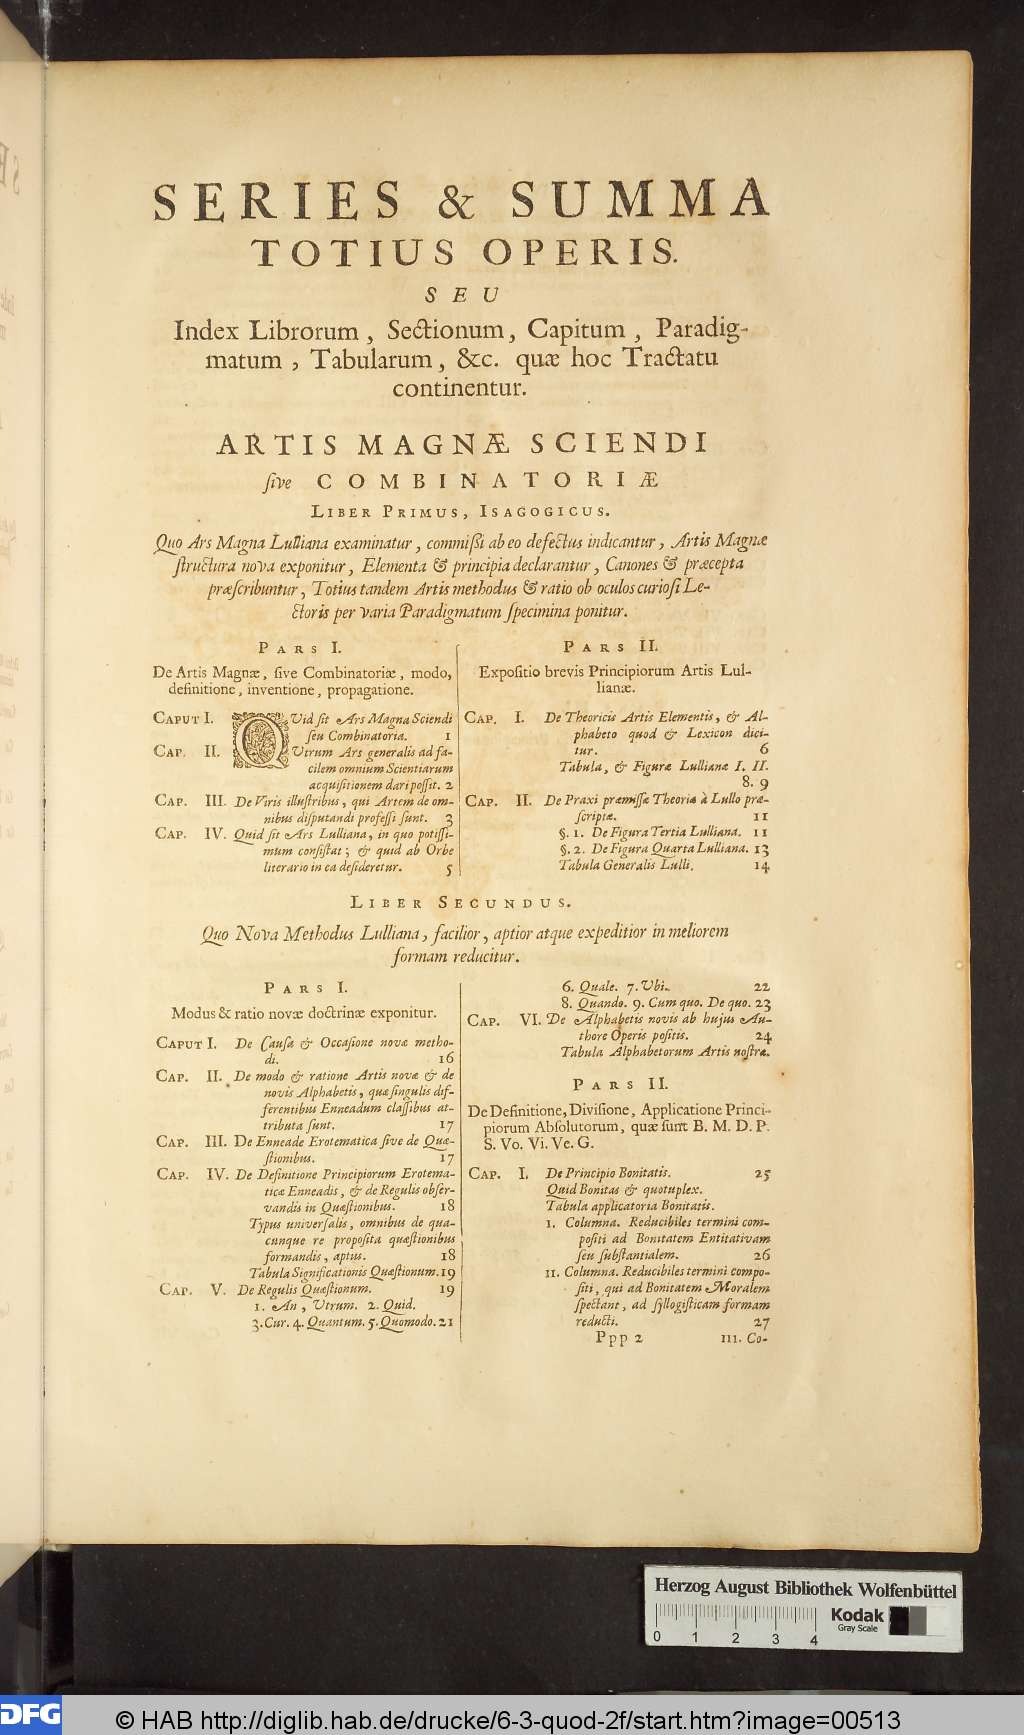 SERIES & SUMMA
TOTIUS OPERIS.
SEU
Index Librorum, Sectionum, Capitum, Paradig-
matum, Tabularum, &c. quæ hoc Tractatu
continentur.
ARTIS MAGNÆ SCIENDI
ſive COMBINATORIÆ
LIBER PRIMUS, ISAGOGICUS.
Quo Ars Magna Lulliana examinatur, commiſſi ab eo defectus indicantur, Artis Magnæ
ſtructura nova exponitur, Elementa & principia declarantur, Canones & præcepta
præſcribuntur, Totius tandem Artis methodus & ratio ob oculos curioſi Le-
ctoris per varia Paradigmatum ſpecimina ponitur.
PARS I.
De Artis Magnæ, ſive Combinatoriæ, modo,
definitione, inventione, propagatione.
CAPUT I. QVid ſit Ars Magna Sciendi
ſeu Combinatoria. 1
CAP. II. Utrum Ars generalis ad fa-
cilem omnium Scientiarum
acquiſitionem dari poſſit. 2
CAP. III. De Viris illuſtribus, qui Artem de om-
nibus diſputandi profeſſi ſunt. 3
CAP. IV. Quid ſit Ars Lulliana, in quo potiſſi-
mum conſiſtat; & quid ab Orbe
literario in ea deſideretur. 5
PARS II.
Expoſitio brevis Principiorum Artis Lul-
lianæ.
CAP. I. De Theoricis Artis Elementis, & Al-
phabeto quod & Lexicon dici-
tur. 6
Tabula, & Figuræ Lullianæ I. II.
8. 9
CAP. II. De Praxi præmiſſæ Theoriæ à Lullo præ-
ſcriptæ. 11
§. 1. De Figura Tertia Lulliana. 11
§. 2. De Figura Quarta Lulliana. 13
Tabula Generalis Lulli. 14
LIBER SECUNDUS.
Quo Nova Methodus Lulliana, facilior, aptior atque expeditior in meliorem
formam reducitur.
PARS I.
Modus & ratio novæ doctrinæ exponitur.
CAPUT I. De Cauſa & Occaſione novæ metho-
di. 16
CAP. II. De modo & ratione Artis novæ & de
novis Alphabetis, quæ ſingulis dif-
ferentibus Enneadum claſſibus at-
tributa ſunt. 17
CAP. III. De Enneade Erotematica ſive de Quæ-
ſtionibus. 17
CAP. IV. De Definitione Principiorum Erotema-
ticæ Enneadis, & de Regulis obſer-
vandis in Quæſtionibus. 18
Typus univerſalis, omnibus de qua-
cunque re propoſita quæſtionibus
formandis, aptus. 18
Tabula Significationis Quæſtionum. 19
CAP. V. De Regulis Quæſtionum. 19
1. An, Utrum. 2. Quid.
3. Cur. 4. Quantum. 5. Quomodo. 21
6. Quale. 7. Ubi. 22
8. Quando. 9. Cum quo. De quo. 23
CAP. VI. De Alphabetis novis ab hujus Au-
thore Operis poſitis. 24
Tabula Alphabetorum Artis noſtræ.
PARS II.
De Definitione, Diviſione, Applicatione Princi-
piorum Abſolutorum, quæ ſunt B. M. D. P.
S. Vo. Vi. Ve. G.
CAP. I. De Principio Bonitatis. 25
Quid Bonitas & quotuplex.
Tabula applicatoria Bonitatis.
1. Columna. Reducibiles termini com-
poſiti ad Bonitatem Entitativam
ſeu ſubſtantialem. 26
11. Columna. Reducibiles termini compo-
ſiti, qui ad Bonitatem Moralem
ſpectant, ad ſyllogiſticam formam
reducti. 27
Ppp 2 111. Co-
Herzog August Bibliothek Wolfenbüttel
Kodak
Gray Scale
0 1 2 3 4
DFG
© HAB http://diglib.hab.de/drucke/6-3-quod-2f/start.htm?image=00513